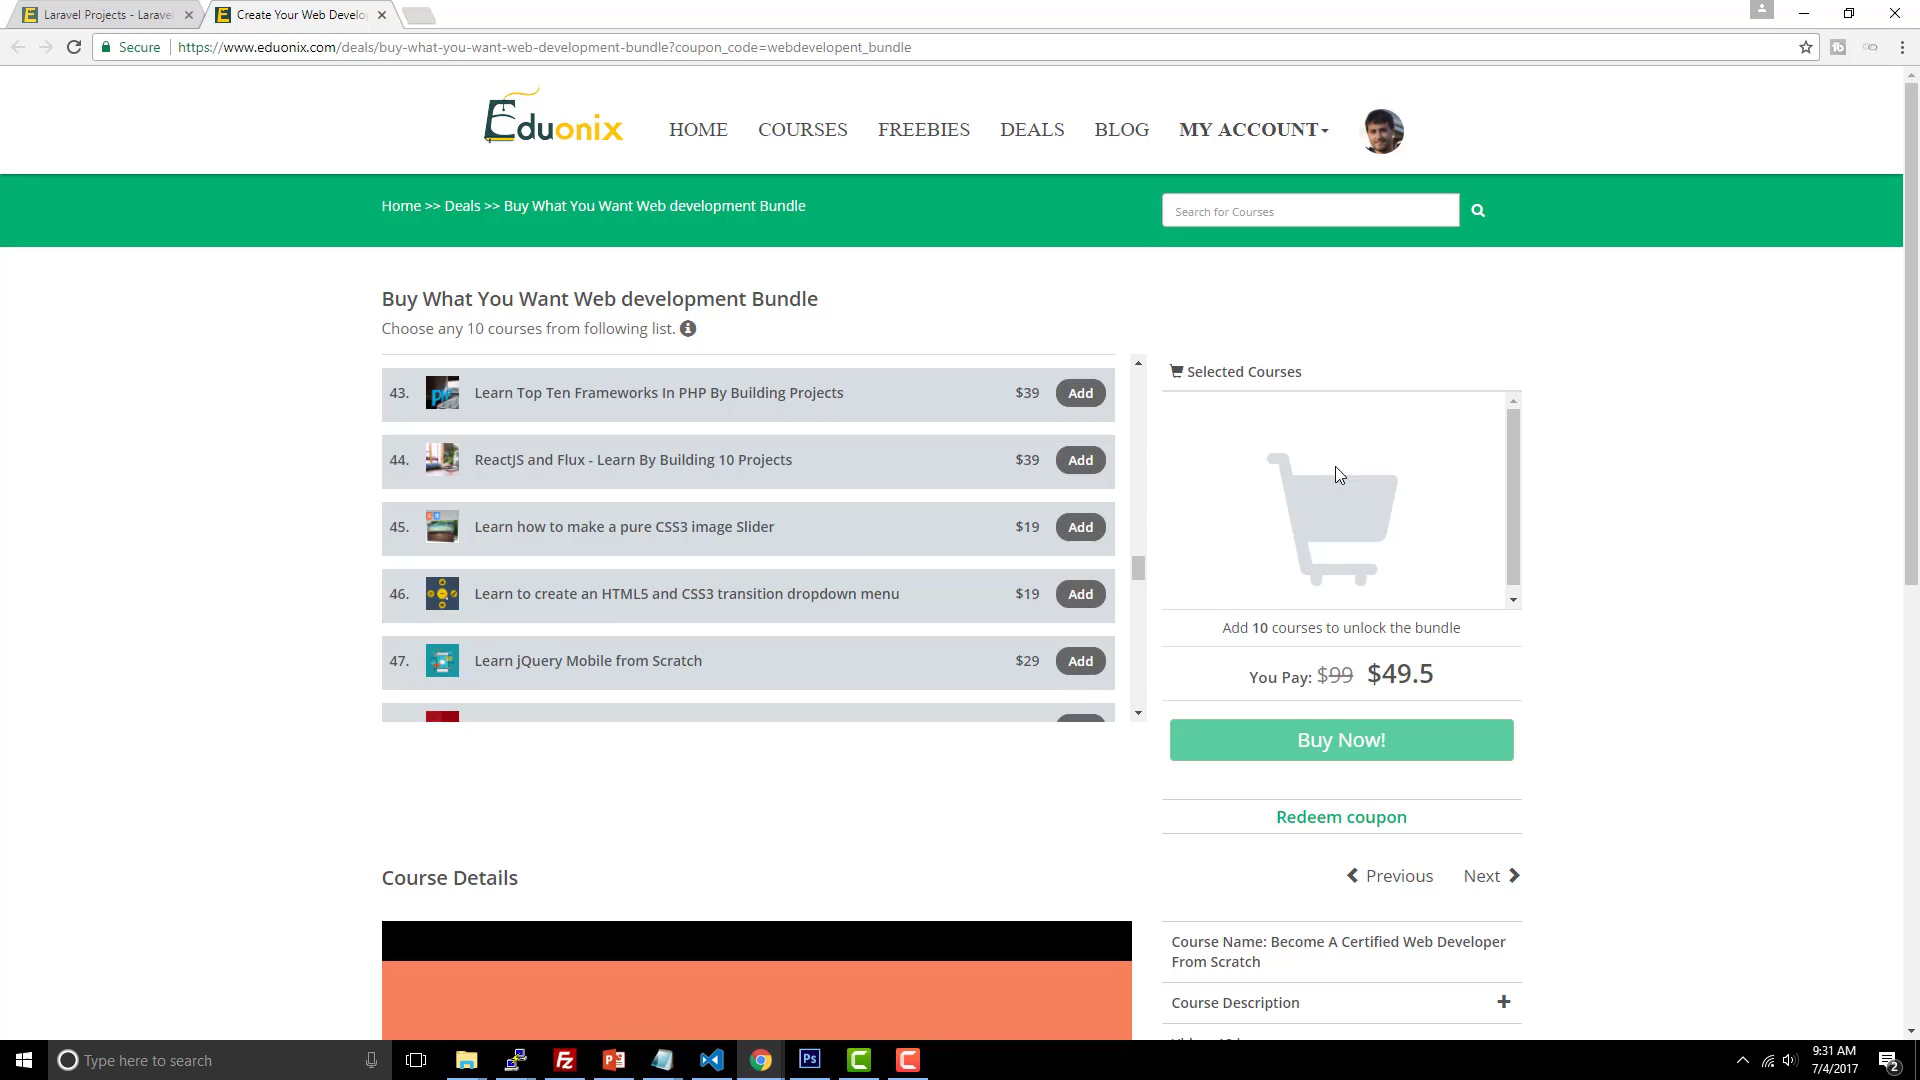 Laravel Projects - Larave
Create Your Web Develo
Secure
https://www.eduonix.com/deals/buy-what-you-want-web-development-bundle?coupon_code=webdevelopent_bundle
Eduonix
HOME
COURSES
FREEBIES
DEALS
BLOG
MY ACCOUNT
Home >> Deals >> Buy What You Want Web development Bundle
Search for Courses
Buy What You Want Web development Bundle
Choose any 10 courses from following list.
43. Learn Top Ten Frameworks In PHP By Building Projects $39 Add
44. ReactJS and Flux - Learn By Building 10 Projects $39 Add
45. Learn how to make a pure CSS3 image Slider $19 Add
46. Learn to create an HTML5 and CSS3 transition dropdown menu $19 Add
47. Learn jQuery Mobile from Scratch $29 Add
Selected Courses
Add 10 courses to unlock the bundle
You Pay: $99 $49.5
Buy Now!
Redeem coupon
Course Details
Previous
Next
Course Name: Become A Certified Web Developer
From Scratch
Course Description
Type here to search
9:31 AM
7/4/2017
2